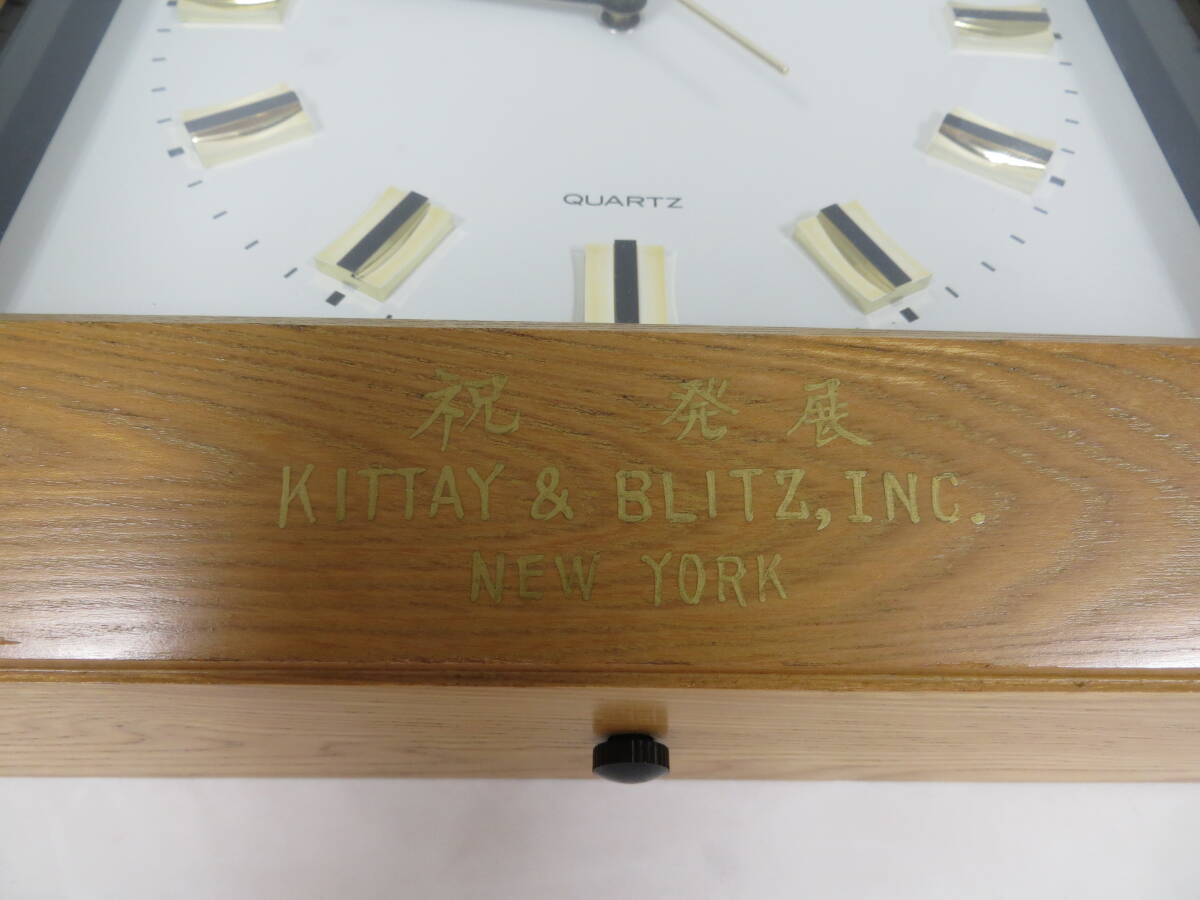 QUARTZ
祝 発展
KITTAY & BLITZ, INC.
NEW YORK